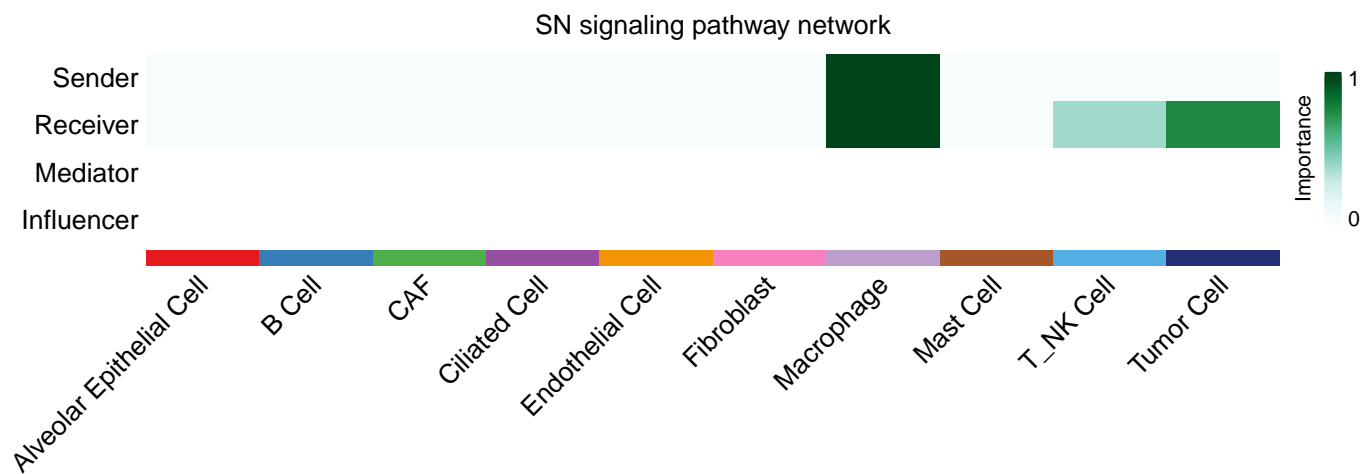 SN signaling pathway network
Sender
Receiver
Mediator
Influencer
Importance
1
0
Alveolar Epithelial Cell
B Cell
CAF
Ciliated Cell
Endothelial Cell
Fibroblast
Macrophage
Mast Cell
T_NK Cell
Tumor Cell